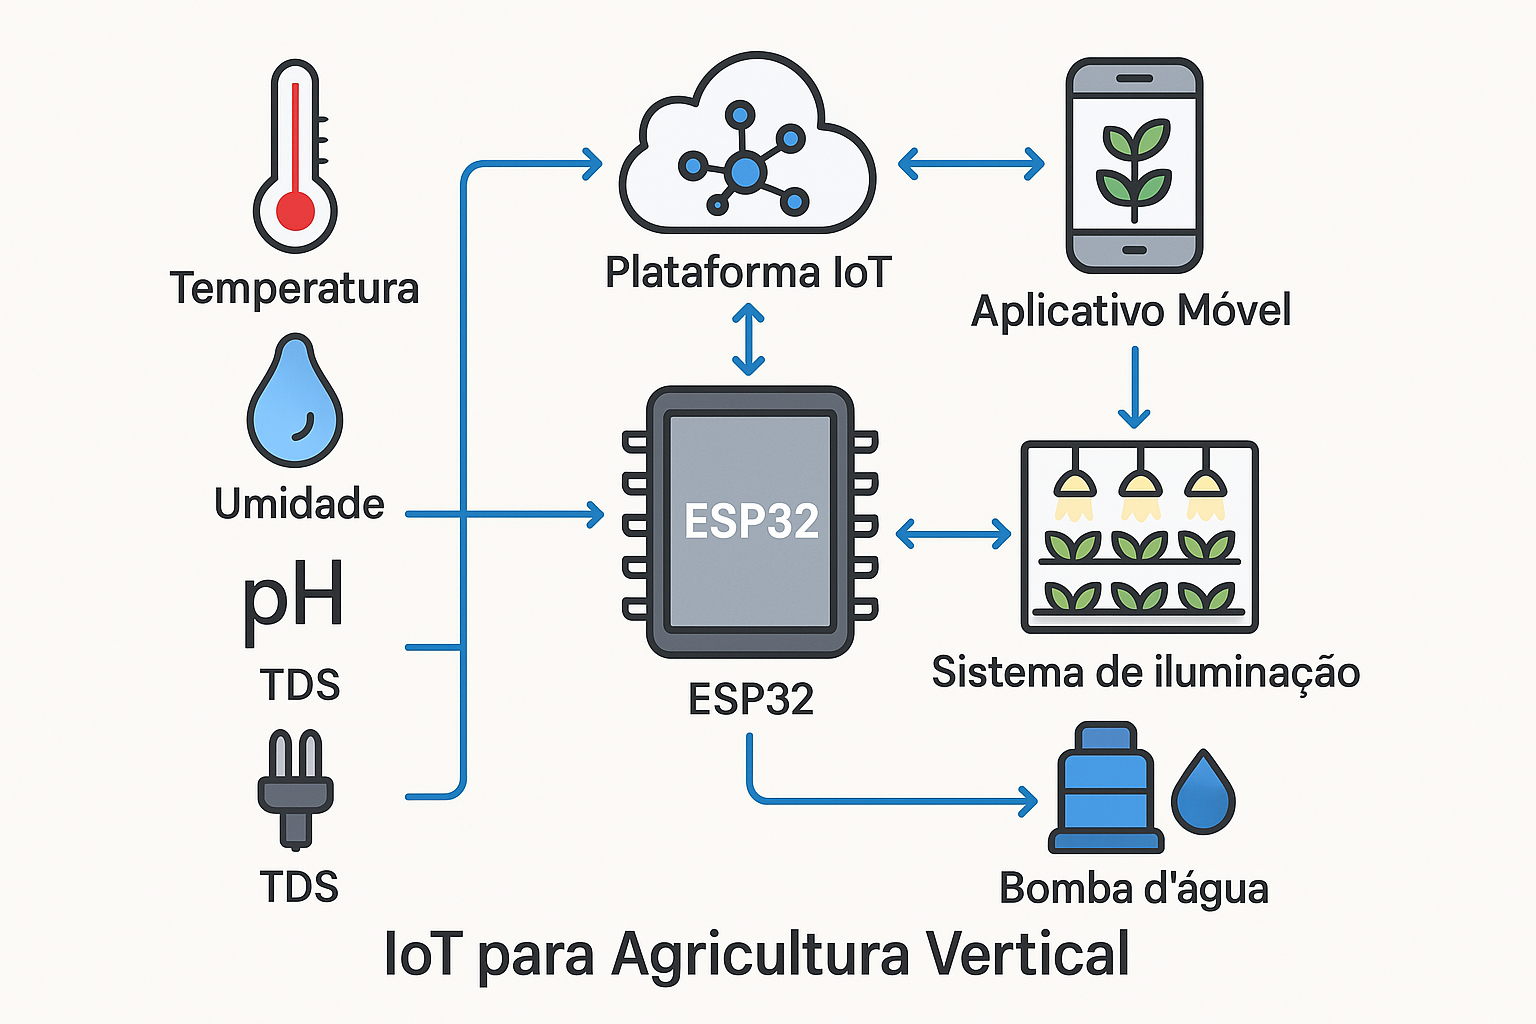 Temperatura
Umidade
pH
TDS
TDS
Plataforma IoT
ESP32
ESP32
Aplicativo Móvel
Sistema de iluminação
Bomba d'água
IoT para Agricultura Vertical